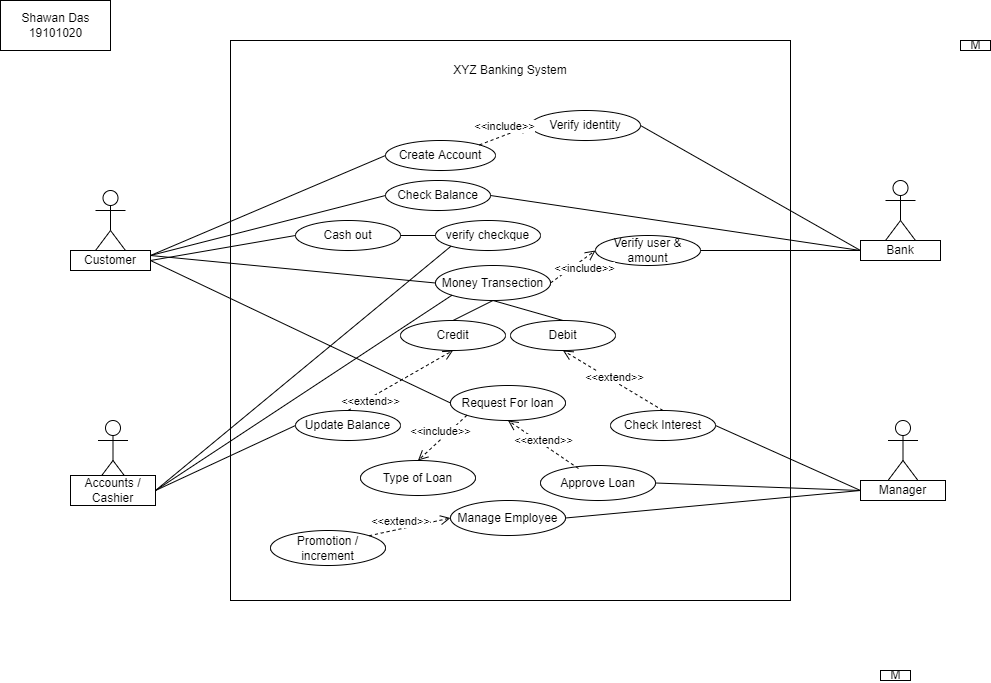 Shawan Das
19101020
M
XYZ Banking System
<<include>>
Verify identity
Create Account
Check Balance
Cash out
verify checkque
Verify user &
amount
Customer
Bank
<<include>>
Money Transection
Credit
Debit
<<extend>>
<<extend>>
Request For loan
Update Balance
<<include>>
Check Interest
<<extend>>
Type of Loan
Approve Loan
Accounts /
Cashier
Manager
<<extend>>
Manage Employee
Promotion /
increment
M